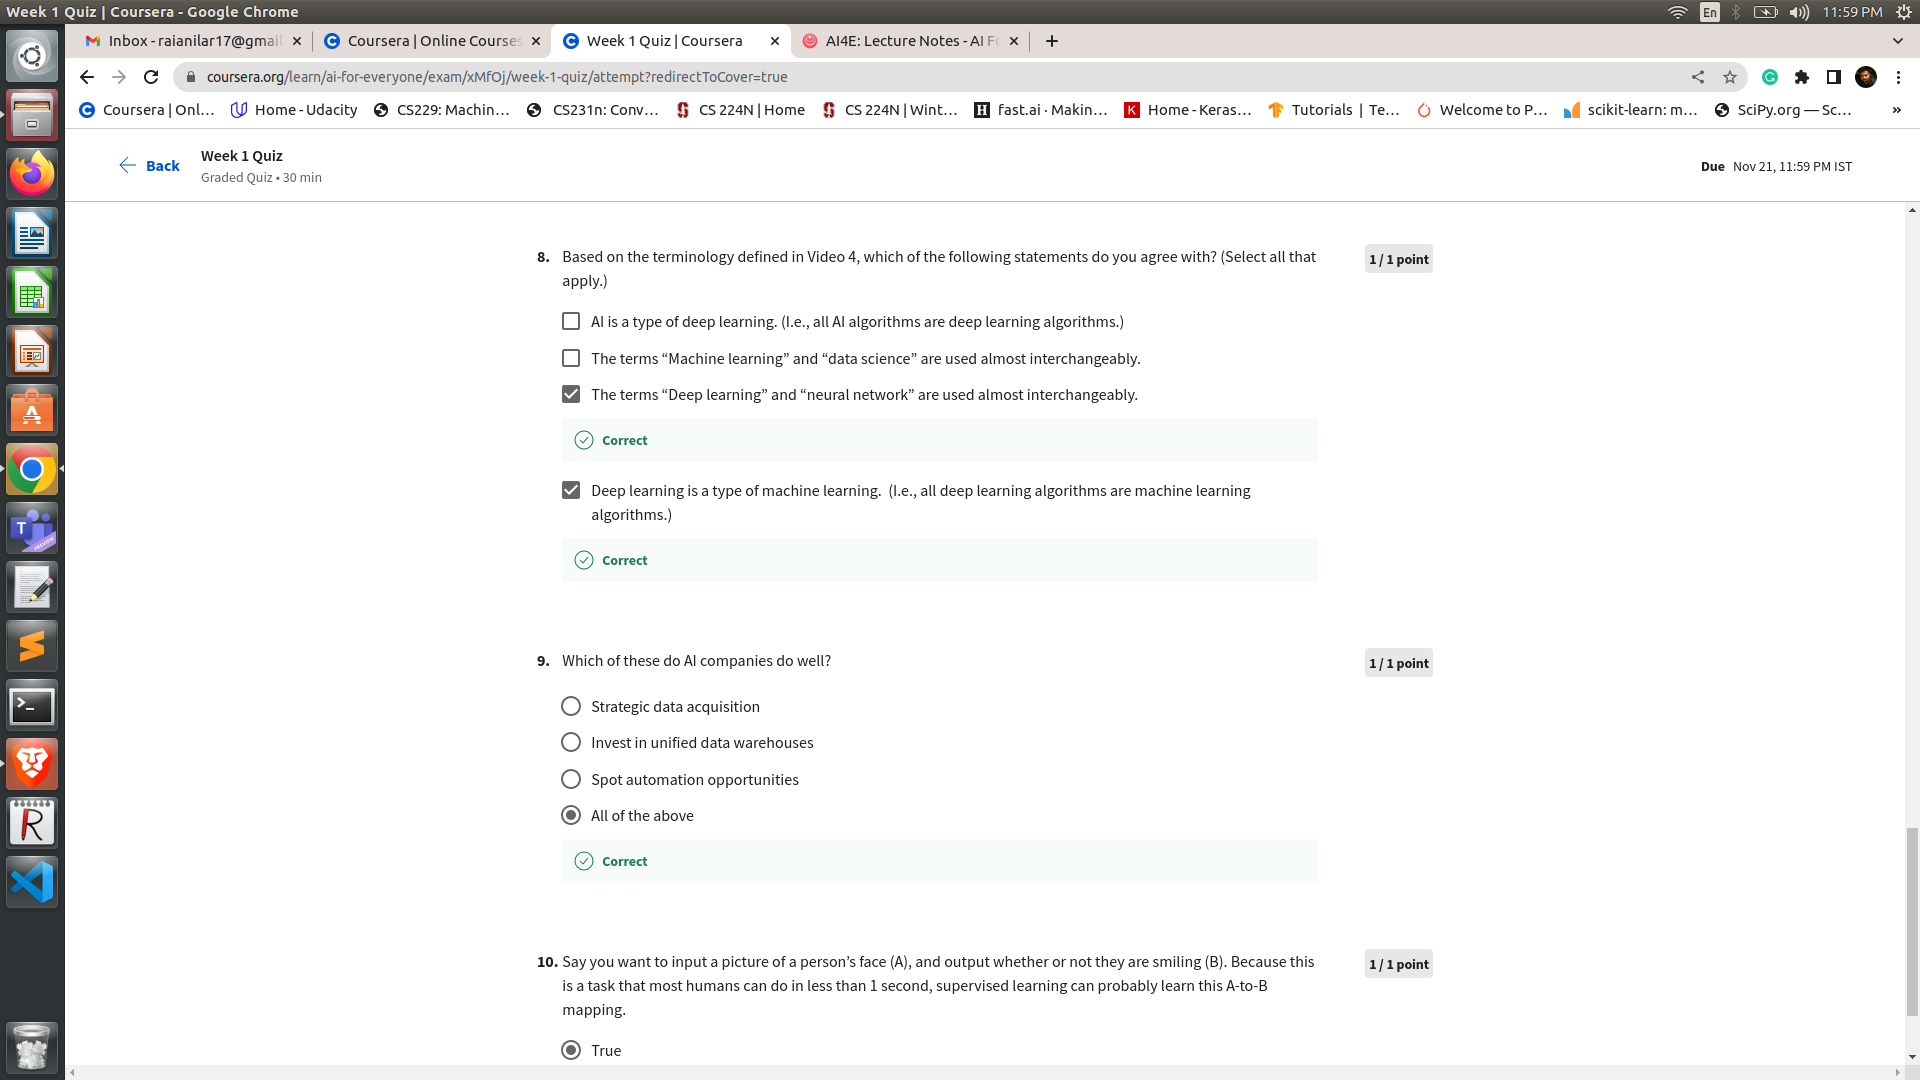 Week 1 Quiz | Coursera - Google Chrome
En
11:59 PM
Inbox - raianilar17@gmail
Coursera | Online Courses
Week 1 Quiz | Coursera
AI4E: Lecture Notes - AI Fo
coursera.org/learn/ai-for-everyone/exam/xMfOj/week-1-quiz/attempt?redirectToCover=true
Coursera | Onl...
Home - Udacity
CS229: Machin...
CS231n: Conv...
CS 224N | Home
CS 224N | Wint...
H
fast.ai · Makin...
K
Home - Keras...
Tutorials | Te...
Welcome to P...
scikit-learn: m...
SciPy.org — Sc...
»
Back
Week 1 Quiz
Graded Quiz • 30 min
Due Nov 21, 11:59 PM IST
8. Based on the terminology defined in Video 4, which of the following statements do you agree with? (Select all that
apply.)
1 / 1 point
AI is a type of deep learning. (I.e., all AI algorithms are deep learning algorithms.)
The terms “Machine learning” and “data science” are used almost interchangeably.
The terms “Deep learning” and “neural network” are used almost interchangeably.
Correct
Deep learning is a type of machine learning. (I.e., all deep learning algorithms are machine learning
algorithms.)
Correct
9. Which of these do AI companies do well?
1 / 1 point
Strategic data acquisition
Invest in unified data warehouses
Spot automation opportunities
All of the above
Correct
10. Say you want to input a picture of a person’s face (A), and output whether or not they are smiling (B). Because this
is a task that most humans can do in less than 1 second, supervised learning can probably learn this A-to-B
mapping.
1 / 1 point
True